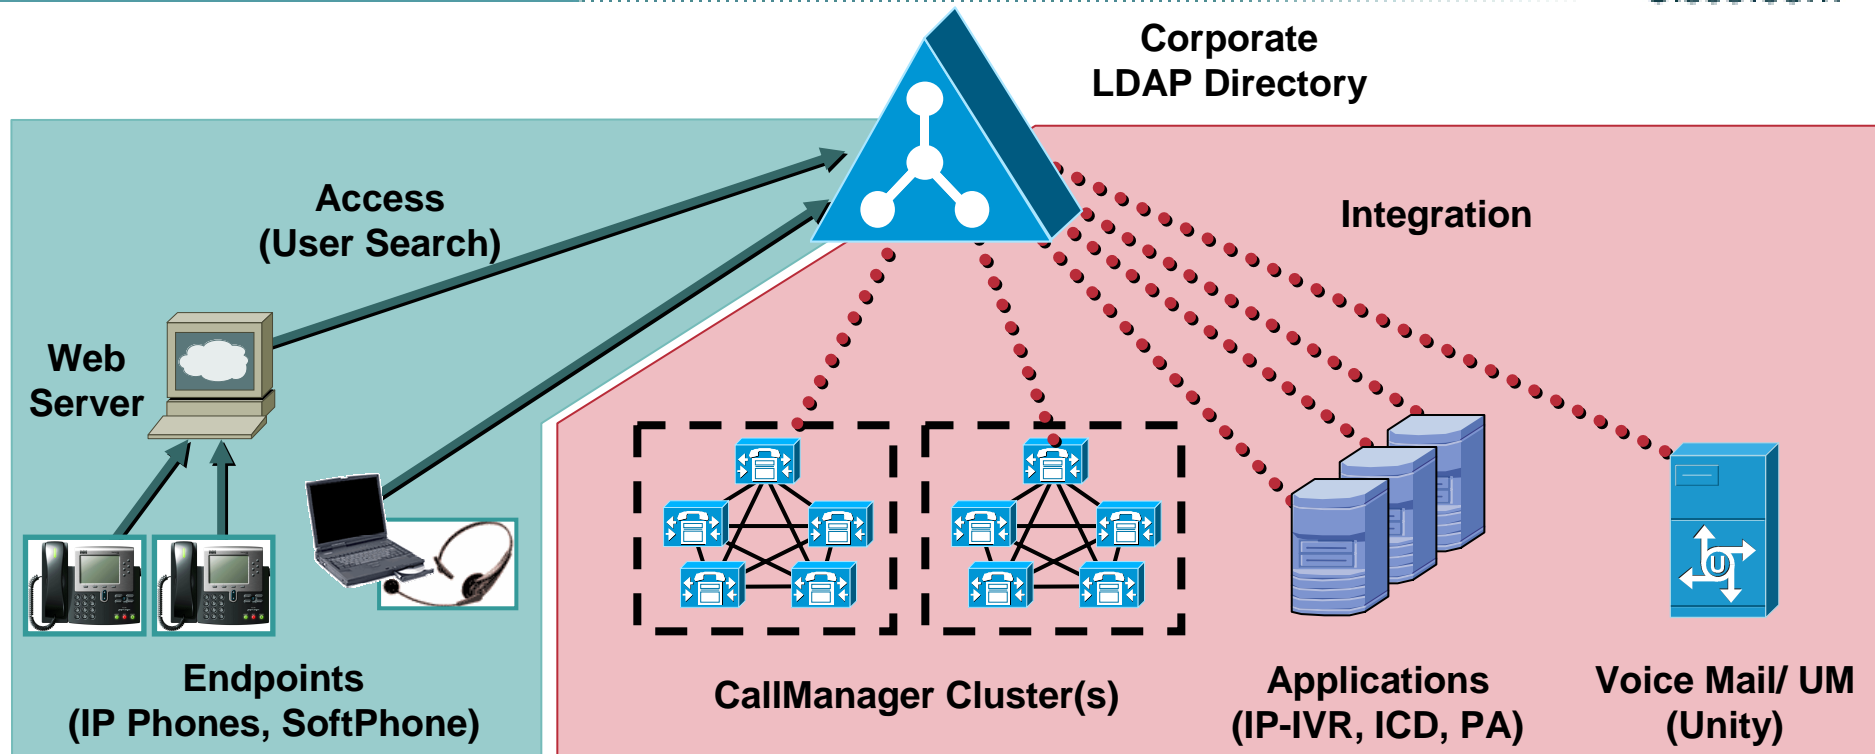 Corporate
LDAP Directory
Access
(User Search)
Integration
Web
Server
Endpoints
(IP Phones, SoftPhone)
CallManager Cluster(s)
Applications
(IP-IVR, ICD, PA)
Voice Mail/ UM
(Unity)
U